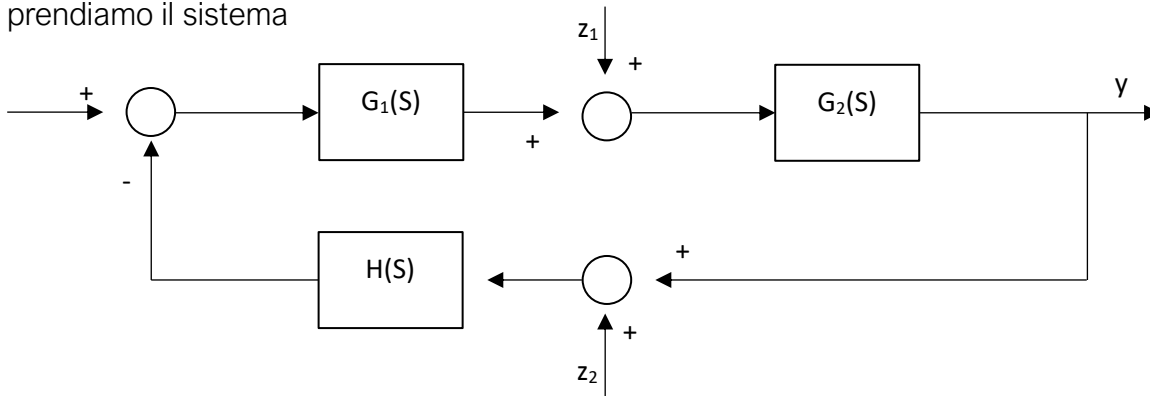 prendiamo il sistema
z₁
+
+
G₁(S)
+
G₂(S)
y
-
H(S)
+
+
z₂